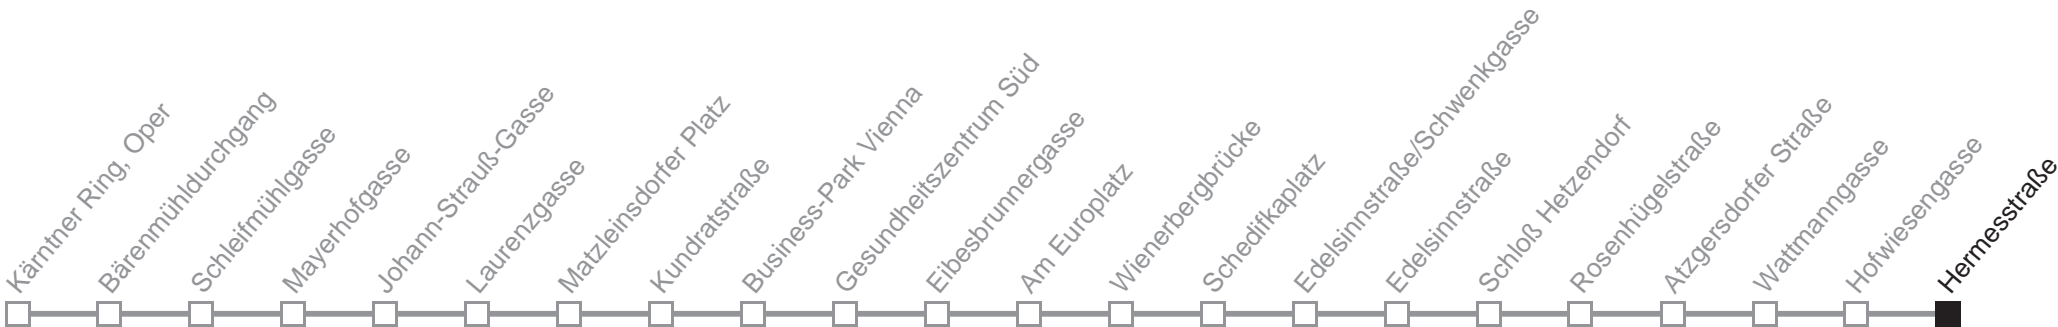 Kärntner Ring, Oper
Bärenmühldurchgang
Schleifmühlgasse
Mayerhofgasse
Johann-Strauß-Gasse
Laurenzgasse
Matzleinsdorfer Platz
Kundratstraße
Business-Park Vienna
Gesundheitszentrum Süd
Eibesbrunnergasse
Am Europlatz
Wienerbergbrücke
Schedifkaplatz
Edelsinnstraße/Schwenkgasse
Edelsinnstraße
Schloß Hetzendorf
Rosenhügelstraße
Atzgersdorfer Straße
Wattmanngasse
Hofwiesengasse
Hermesstraße